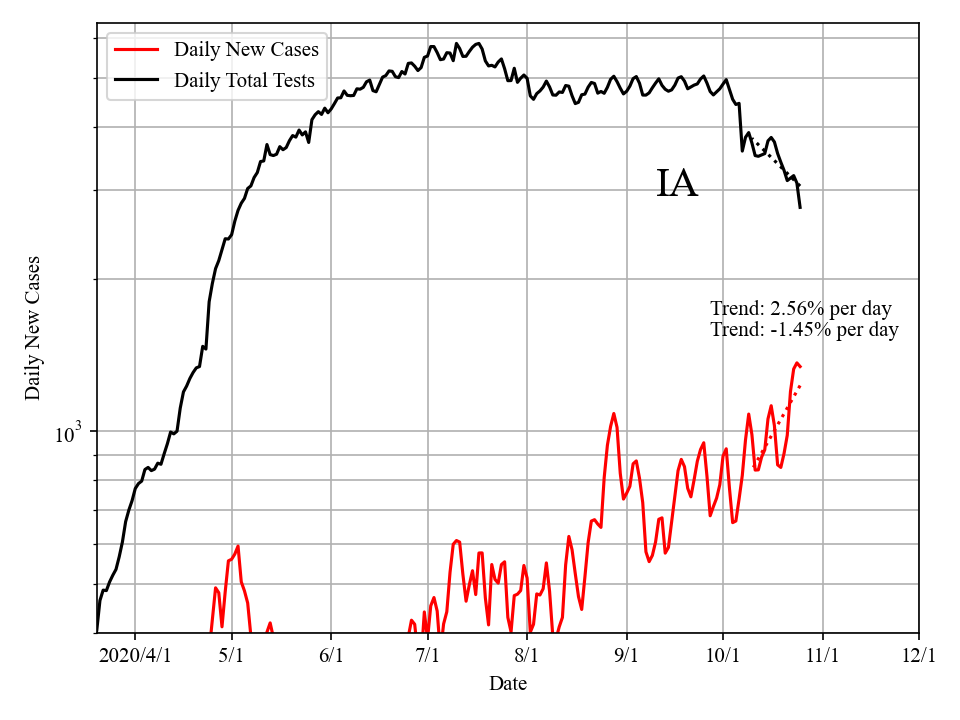 Daily New Cases
Daily Total Tests
IA
Trend: 2.56% per day
Trend: -1.45% per day
Daily New Cases
10^3
2020/4/1 5/1 6/1 7/1 8/1 9/1 10/1 11/1 12/1
Date